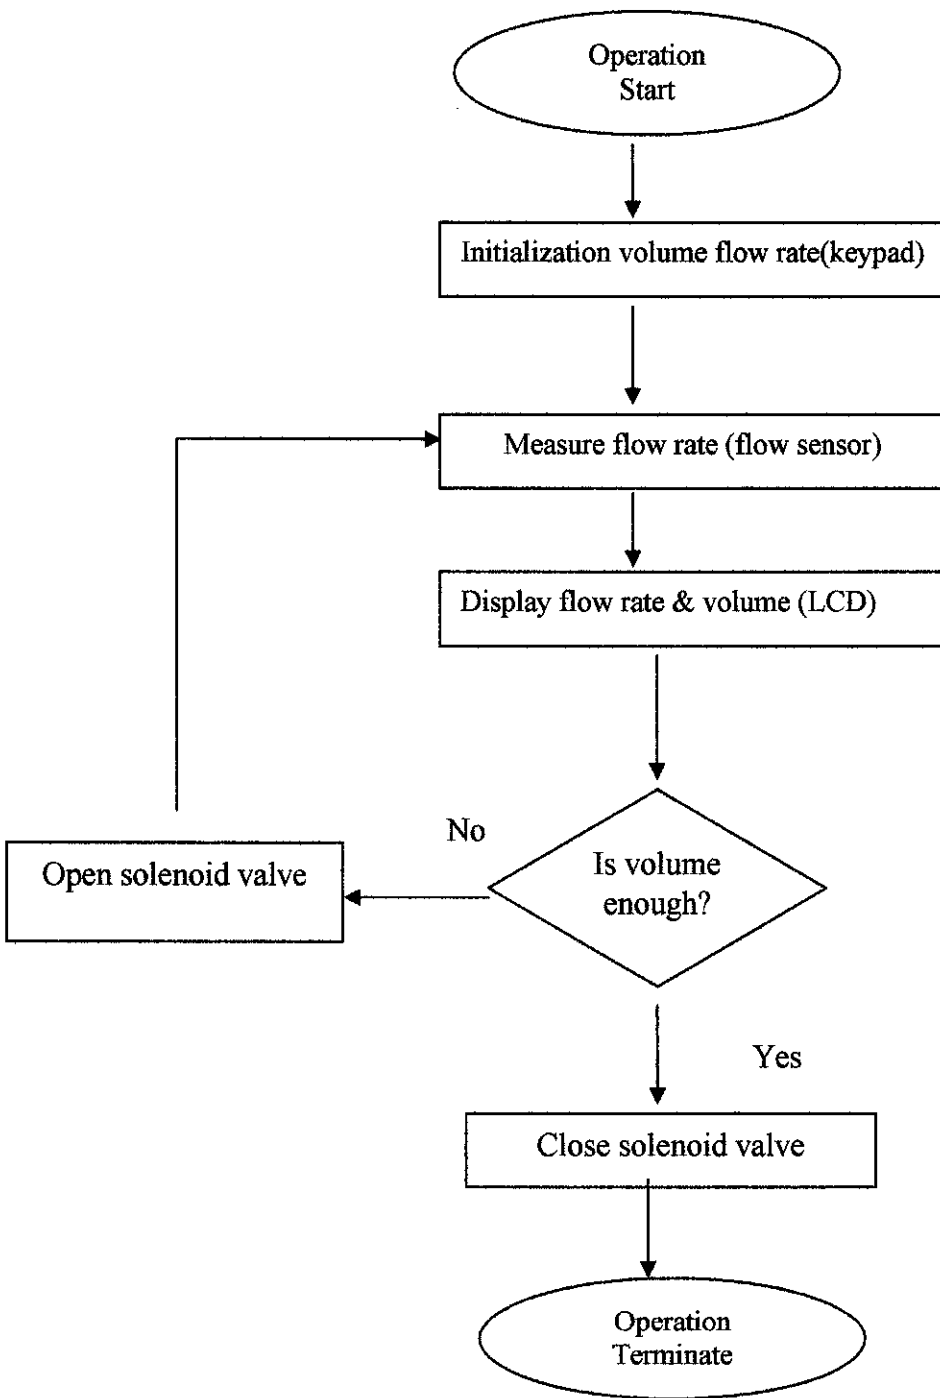 Operation
Start
Initialization volume flow rate(keypad)
Measure flow rate (flow sensor)
Display flow rate & volume (LCD)
No
Is volume
enough?
Open solenoid valve
Yes
Close solenoid valve
Operation
Terminate